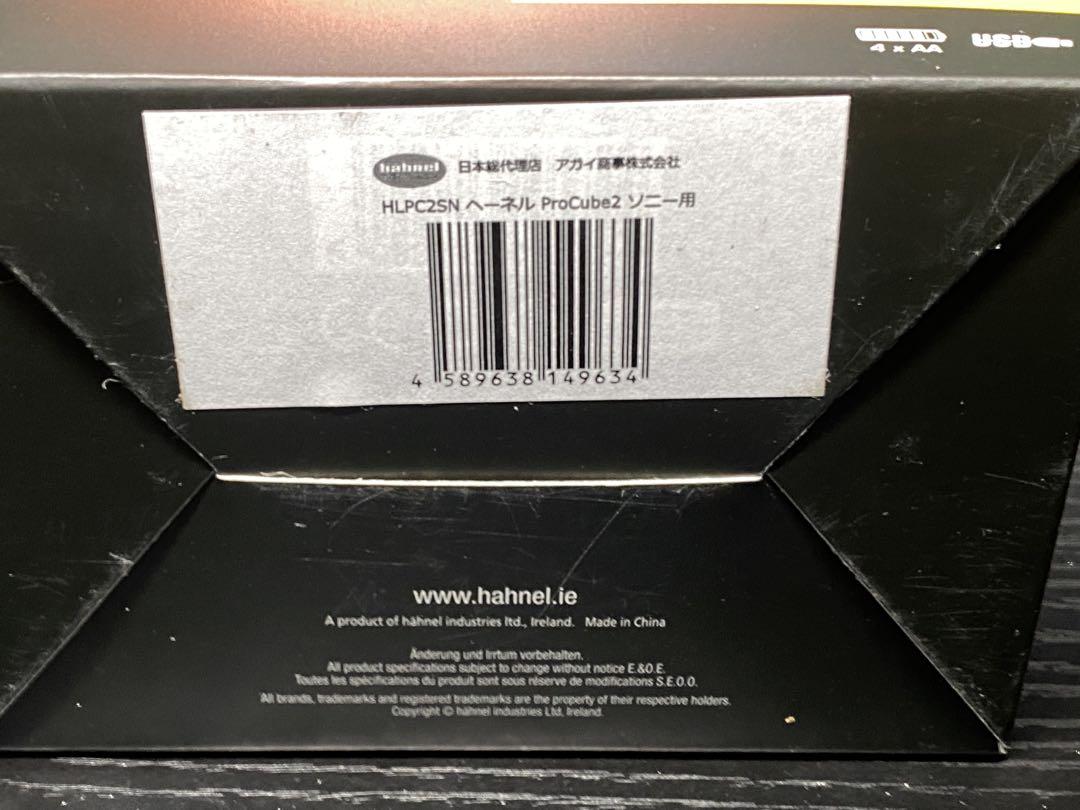 4 x AA USB
hahnel 日本総代理店 アガイ商事株式会社
HLPC2SN ヘーネル ProCube2 ソニー用
4 589638 149634
www.hahnel.ie
A product of hähnel industries ltd., Ireland. Made in China
Änderung und Irrtum vorbehalten.
All product specifications subject to change without notice E.&O.E.
Toutes les spécifications du produit sont sous réserve de modifications S.E.O.O.
All brands, trademarks and registered trademarks are the property of their respective holders.
Copyright © hähnel industries Ltd, Ireland.